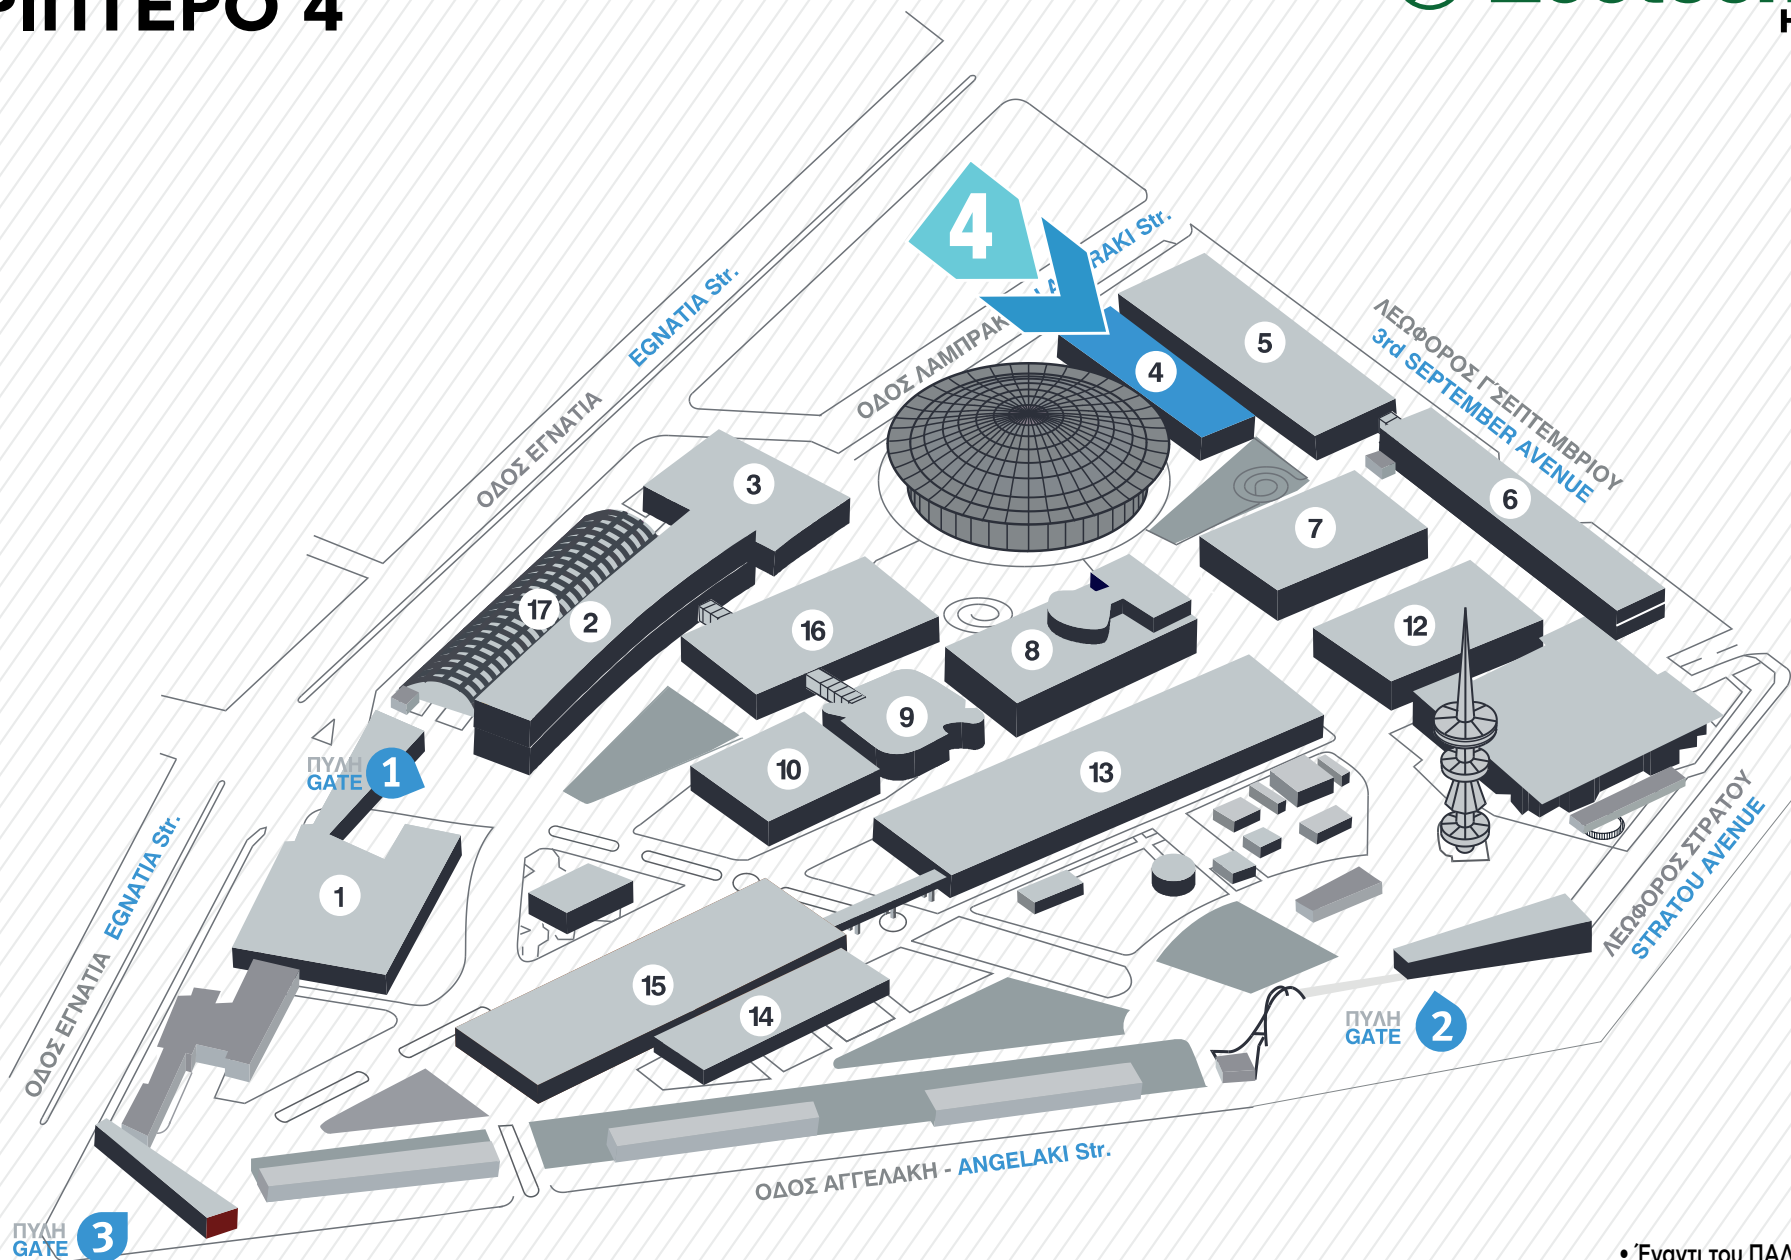 ΠΕΡΙΠΤΕΡΟ 4
4
RAKI Str.
ΟΔΟΣ ΛΑΜΠΡΑΚ
EGNATIA Str.
ΟΔΟΣ ΕΓΝΑΤΙΑ
ΛΕΩΦΟΡΟΣ Γ΄ΣΕΠΤΕΜΒΡΙΟΥ
3rd SEPTEMBER AVENUE
5
4
3
6
7
17
2
16
12
8
9
10
13
ΠΥΛΗ
GATE 1
1
EGNATIA Str.
ΟΔΟΣ ΕΓΝΑΤΙΑ
ΛΕΩΦΟΡΟΣ ΣΤΡΑΤΟΥ
STRATOU AVENUE
15
14
ΠΥΛΗ
GATE 2
ΟΔΟΣ ΑΓΓΕΛΑΚΗ - ANGELAKI Str.
ΠΥΛΗ
GATE 3
• Έναντι του ΠΑΛ